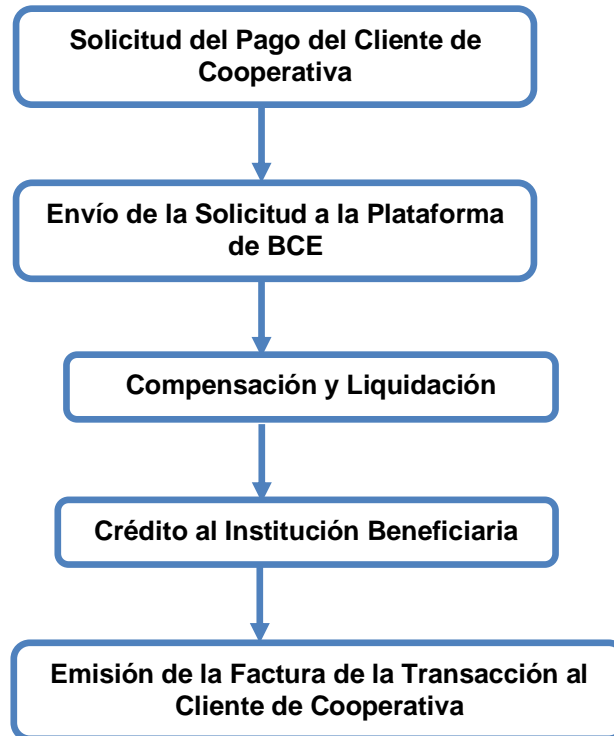 Solicitud del Pago del Cliente de
Cooperativa
Envío de la Solicitud a la Plataforma
de BCE
Compensación y Liquidación
Crédito al Institución Beneficiaria
Emisión de la Factura de la Transacción al
Cliente de Cooperativa